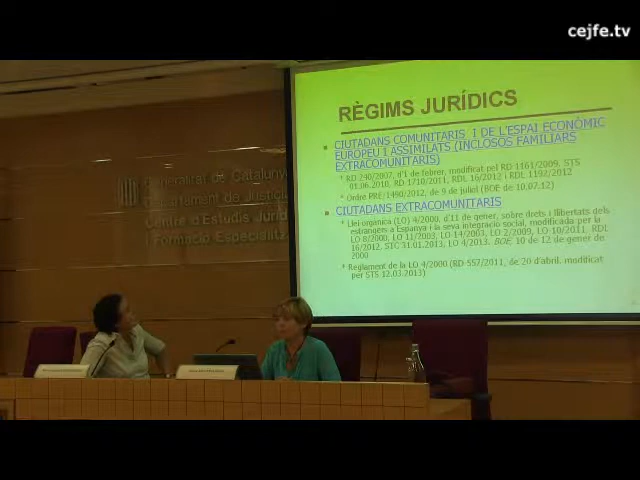 cejfe.tv
RÈGIMS JURÍDICS
CIUTADANS COMUNITARIS I DE L'ESPAI ECONÒMIC
EUROPEU I ASSIMILATS (INCLOSOS FAMILIARS
EXTRACOMUNITARIS)
RD 240/2007, d'1 de febrer, modificat pel RD 1161/2009, STS
01.06.2010, RD 1710/2011, RDL 16/2012 i RDL 1192/2012
Ordre PRE/1490/2012, de 9 de juliol (BOE de 10.07.12)
CIUTADANS EXTRACOMUNITARIS
Llei orgànica (LO) 4/2000, d'11 de gener, sobre drets i llibertats dels
estrangers a Espanya i la seva integració social, modificada per la
LO 8/2000, LO 11/2003, LO 14/2003, LO 2/2009, LO 10/2011, RDL
16/2012, STC 31.01.2013, LO 4/2013. BOE 10 de 12 de gener de
2000
Reglament de la LO 4/2000 (RD 557/2011, de 20 d'abril, modificat
per STS 12.03.2013)
Generalitat de Catalunya
Departament de Justícia
Centre d'Estudis Jurídi
i Formació Especialitz